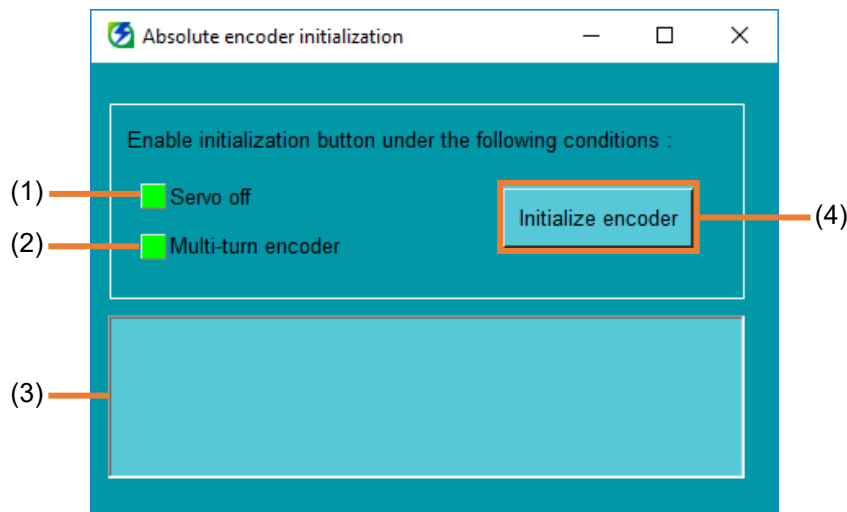 Absolute encoder initialization
Enable initialization button under the following conditions :
(1)
Servo off
Initialize encoder
(4)
(2)
Multi-turn encoder
(3)